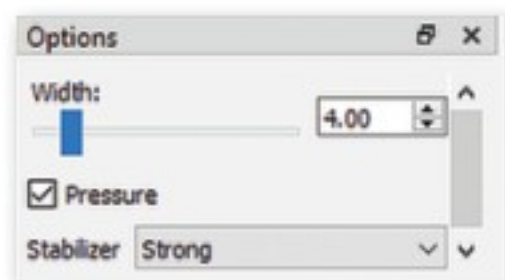 Options
Width:
4.00
Pressure
Stabilizer Strong